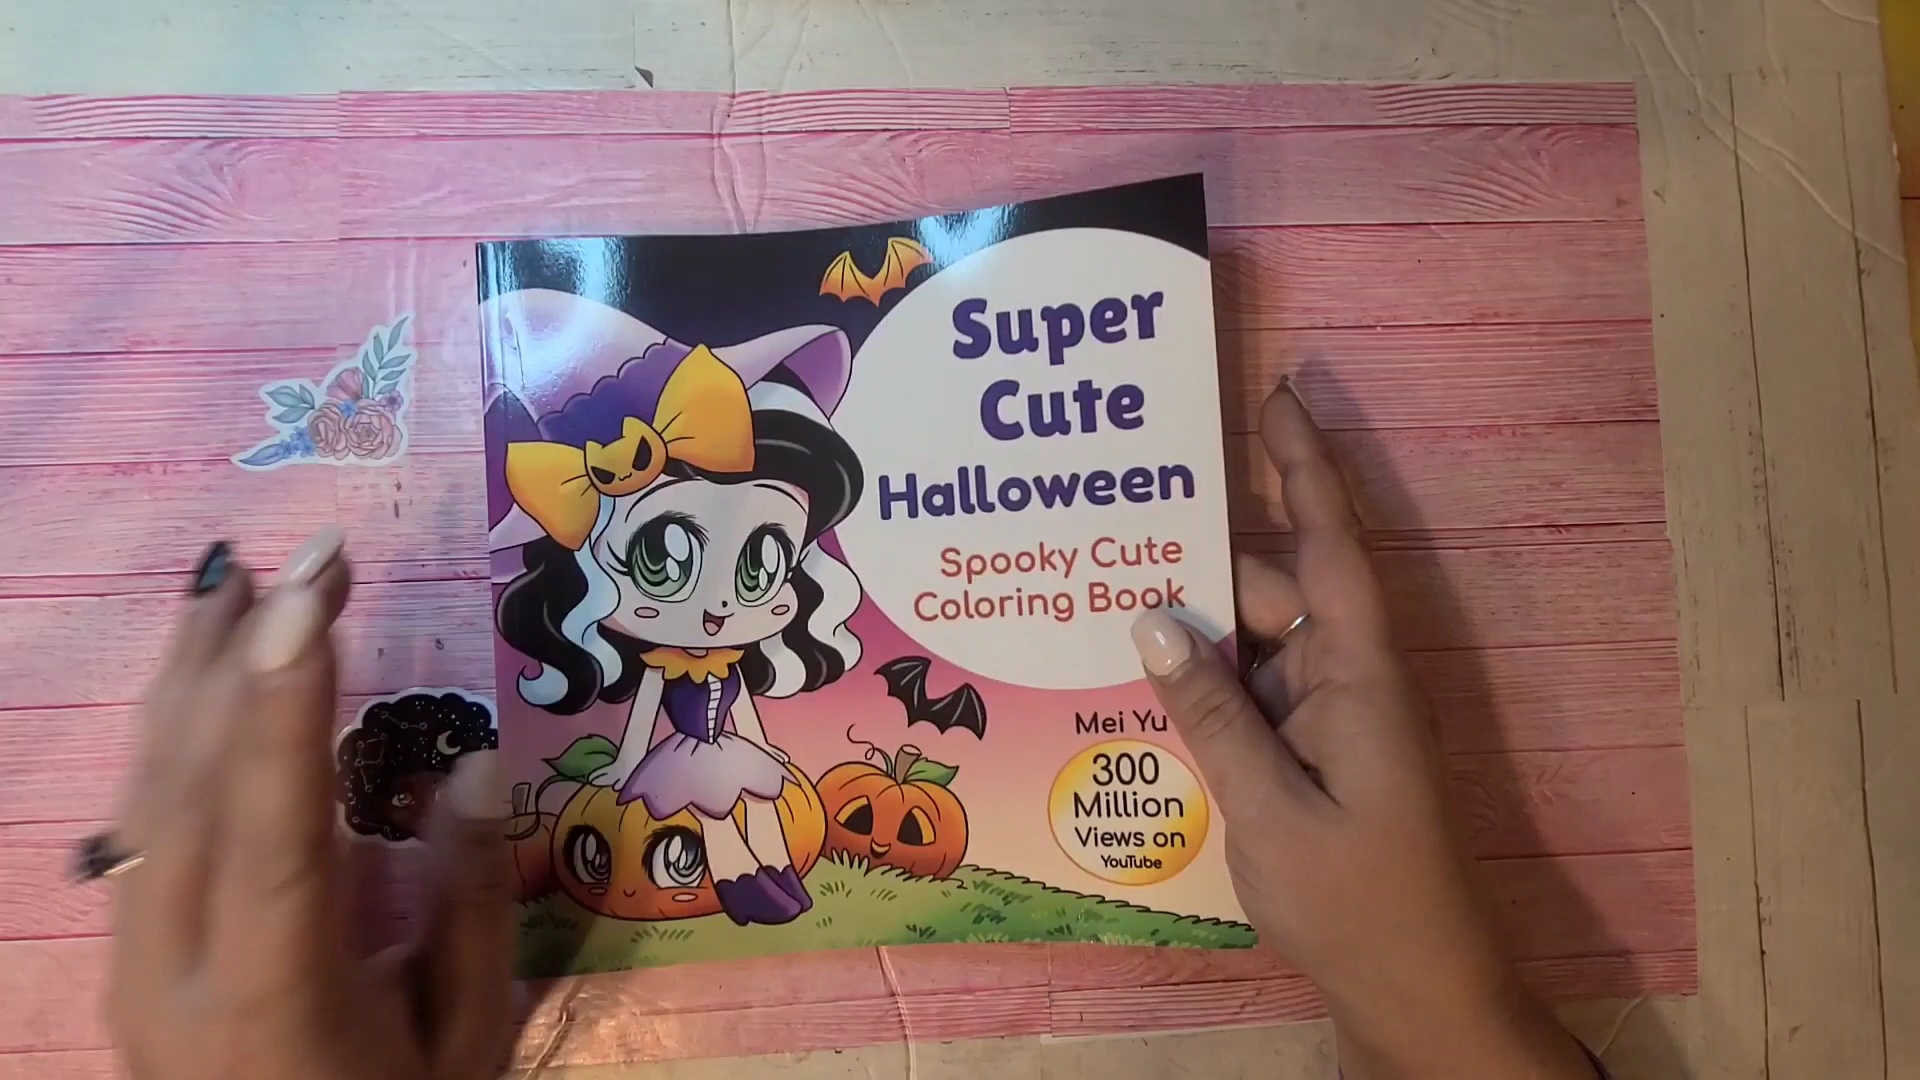 Super
Cute
Halloween
Spooky Cute
Coloring Book
Mei Yu
300
Million
Views on
YouTube